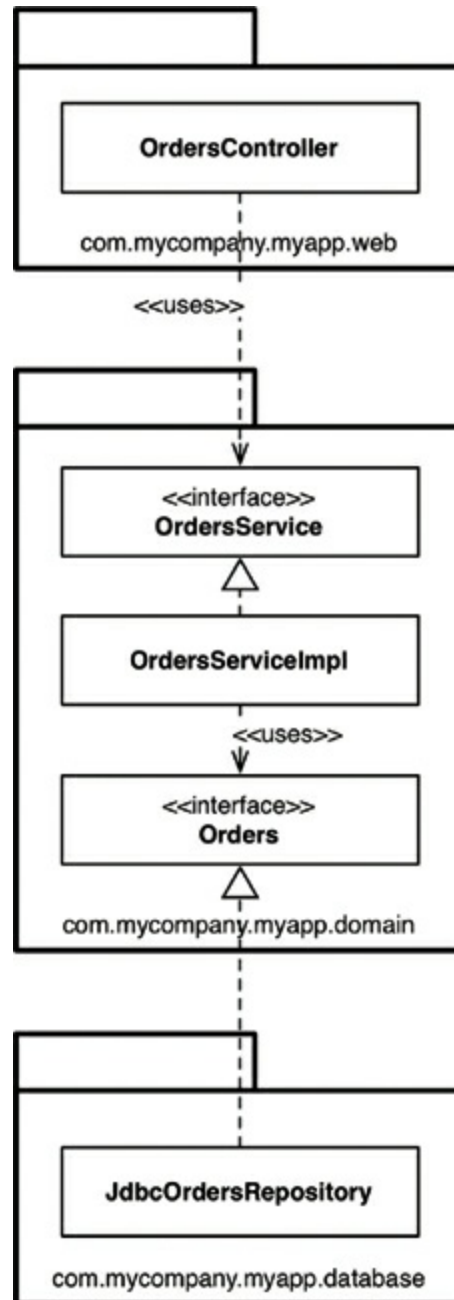 OrdersController
com.mycompany.myapp.web
<<uses>>
<<interface>>
OrdersService
OrdersServiceImpl
<<uses>>
<<interface>>
Orders
com.mycompany.myapp.domain
JdbcOrdersRepository
com.mycompany.myapp.database